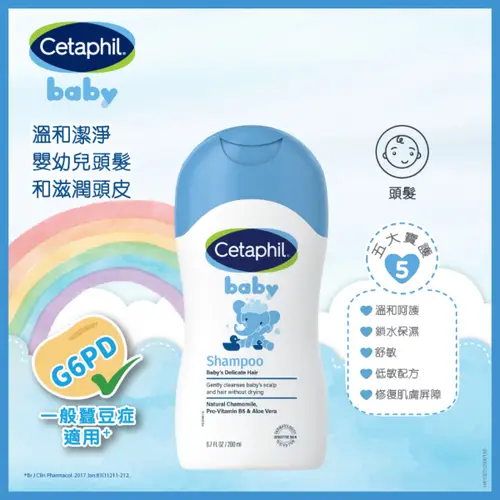 Cetaphil®
baby
溫和潔淨
嬰幼兒頭髮
和滋潤頭皮
頭髮
五大寶護
5
溫和呵護
鎖水保濕
舒敏
低敏配方
修復肌膚屏障
Cetaphil®
baby
Shampoo
Baby's Delicate Hair
Gently cleanses baby's scalp
and hair without drying
Natural Chamomile,
Pro-Vitamin B5 & Aloe Vera
6.7 FL OZ / 200 ml
G6PD
一般蠶豆症
適用+